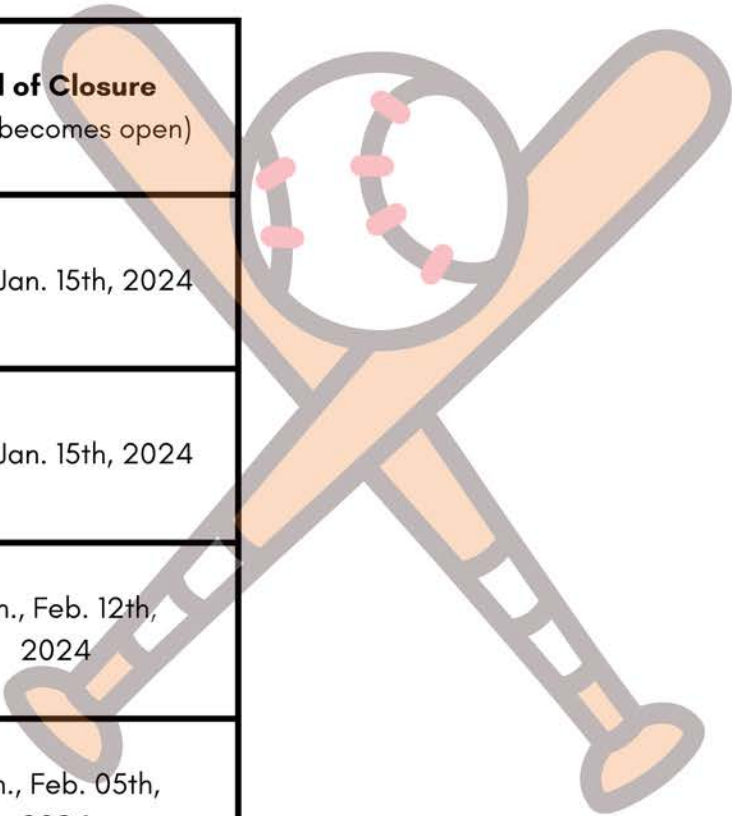 of Closure
becomes open)
Jan. 15th, 2024
Jan. 15th, 2024
Feb. 12th,
2024
Feb. 05th,